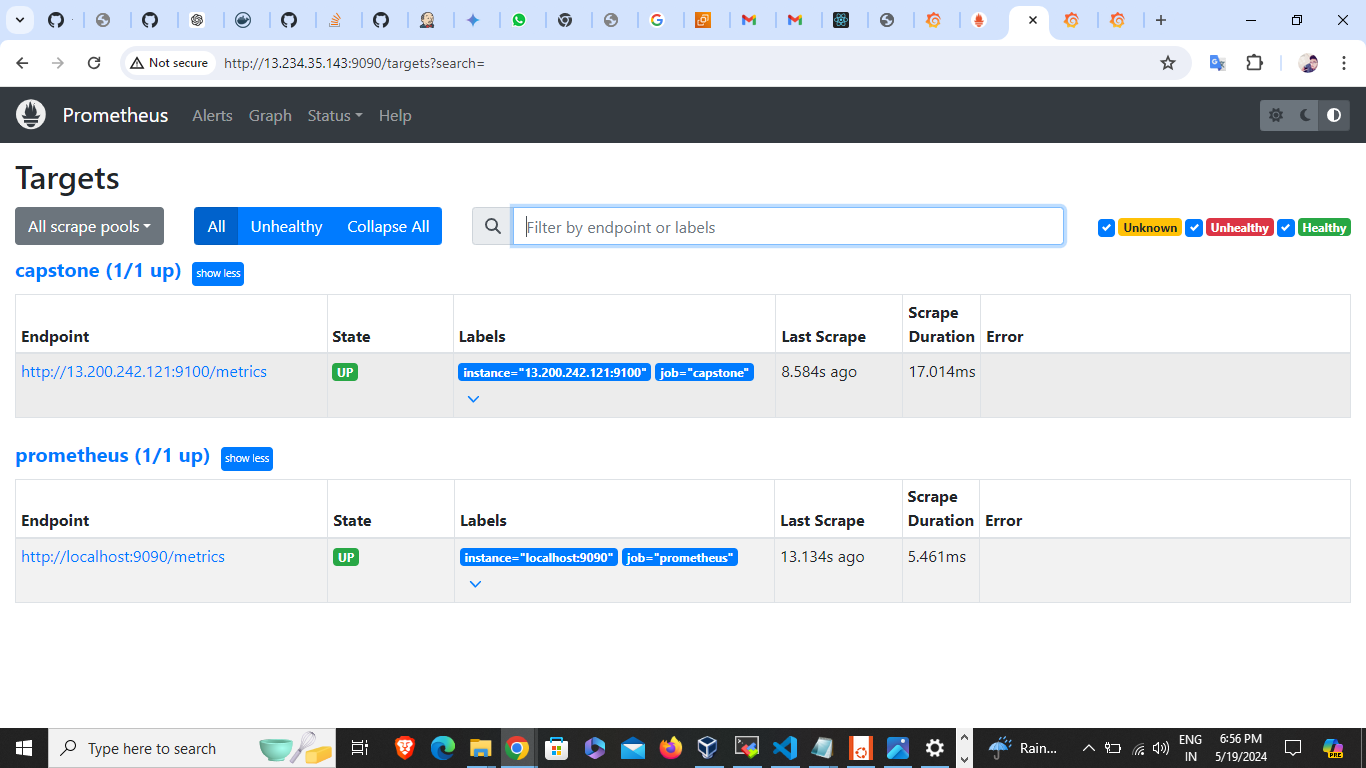 Not secure http://13.234.35.143:9090/targets?search=
Prometheus Alerts Graph Status Help
Targets
All scrape pools All Unhealthy Collapse All Filter by endpoint or labels Unknown Unhealthy Healthy
capstone (1/1 up) show less
Endpoint State Labels Last Scrape Scrape Duration Error
http://13.200.242.121:9100/metrics UP instance="13.200.242.121:9100" job="capstone" 8.584s ago 17.014ms
prometheus (1/1 up) show less
Endpoint State Labels Last Scrape Scrape Duration Error
http://localhost:9090/metrics UP instance="localhost:9090" job="prometheus" 13.134s ago 5.461ms
Type here to search Rain... ENG 6:56 PM
IN 5/19/2024 PRE